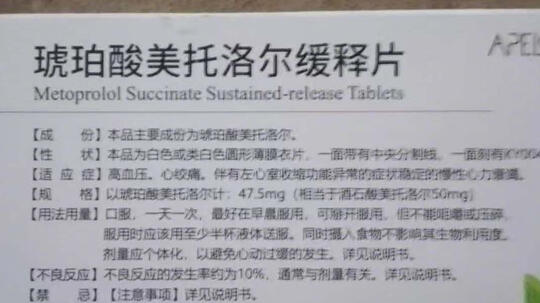 琥珀酸美托洛尔缓释片
APEL
Metoprolol Succinate Sustained-release Tablets
【成 份】本品主要成份为琥珀酸美托洛尔。
【性 状】本品为白色或类白色圆形薄膜衣片，一面带有中央分割线，一面刻有KY004
【适 应 症】高血压。心绞痛。伴有左心室收缩功能异常的症状稳定的慢性心力衰竭。
【规 格】以琥珀酸美托洛尔计：47.5mg（相当于酒石酸美托洛尔50mg）
【用法用量】口服，一天一次，最好在早晨服用，可掰开服用，但不能咀嚼或压碎，
服用时应该用至少半杯液体送服。同时摄入食物不影响其生物利用度。
剂量应个体化，以避免心动过缓的发生。详见说明书。
【不良反应】不良反应的发生率约为10%，通常与剂量有关。详见说明书。
【禁 忌】【注意事项】详见说明书。